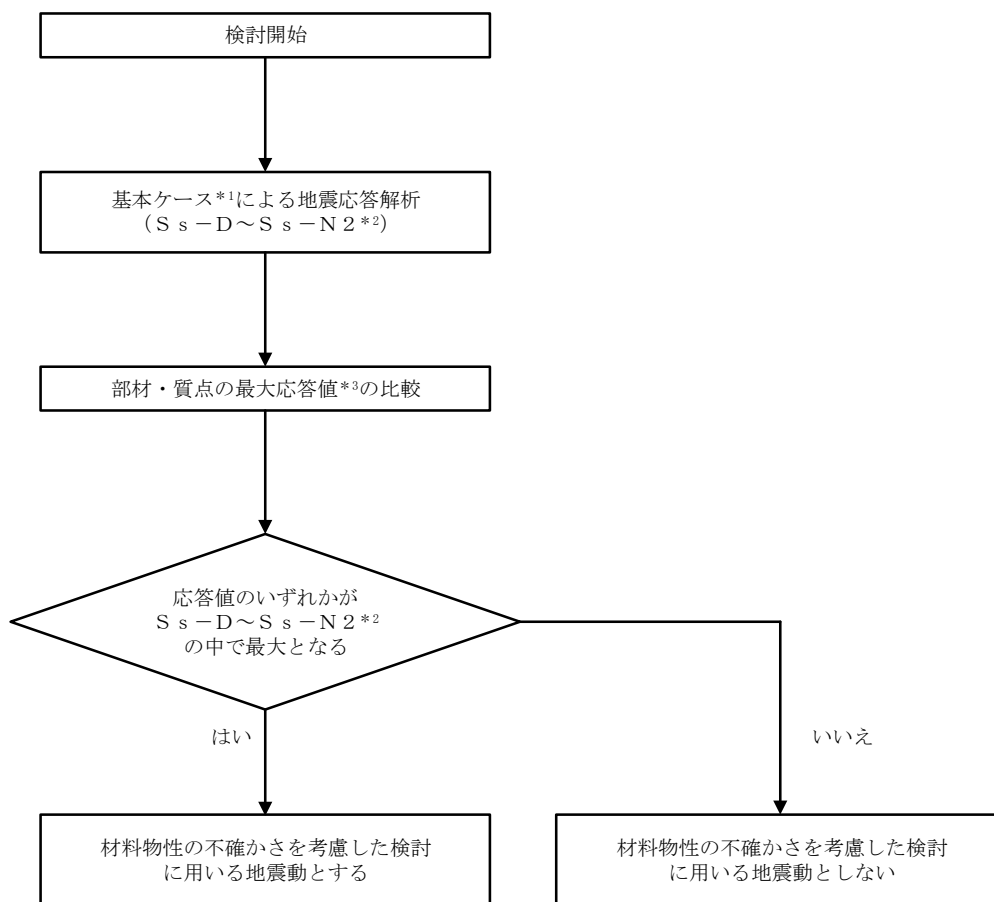 検討開始
基本ケース*1による地震応答解析
（Ｓｓ－Ｄ～Ｓｓ－Ｎ２*2）
部材・質点の最大応答値*3の比較
応答値のいずれかが
Ｓｓ－Ｄ～Ｓｓ－Ｎ２*2
の中で最大となる
はい
いいえ
材料物性の不確かさを考慮した検討
に用いる地震動とする
材料物性の不確かさを考慮した検討
に用いる地震動としない